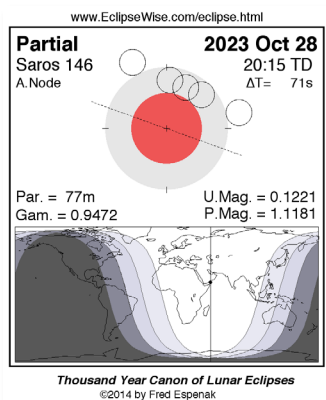 www.EclipseWise.com/eclipse.html
Partial 2023 Oct 28
Saros 146 20:15 TD
A.Node ΔT= 71s
Par. = 77m U.Mag. = 0.1221
Gam. = 0.9472 P.Mag. = 1.1181
Thousand Year Canon of Lunar Eclipses
©2014 by Fred Espenak